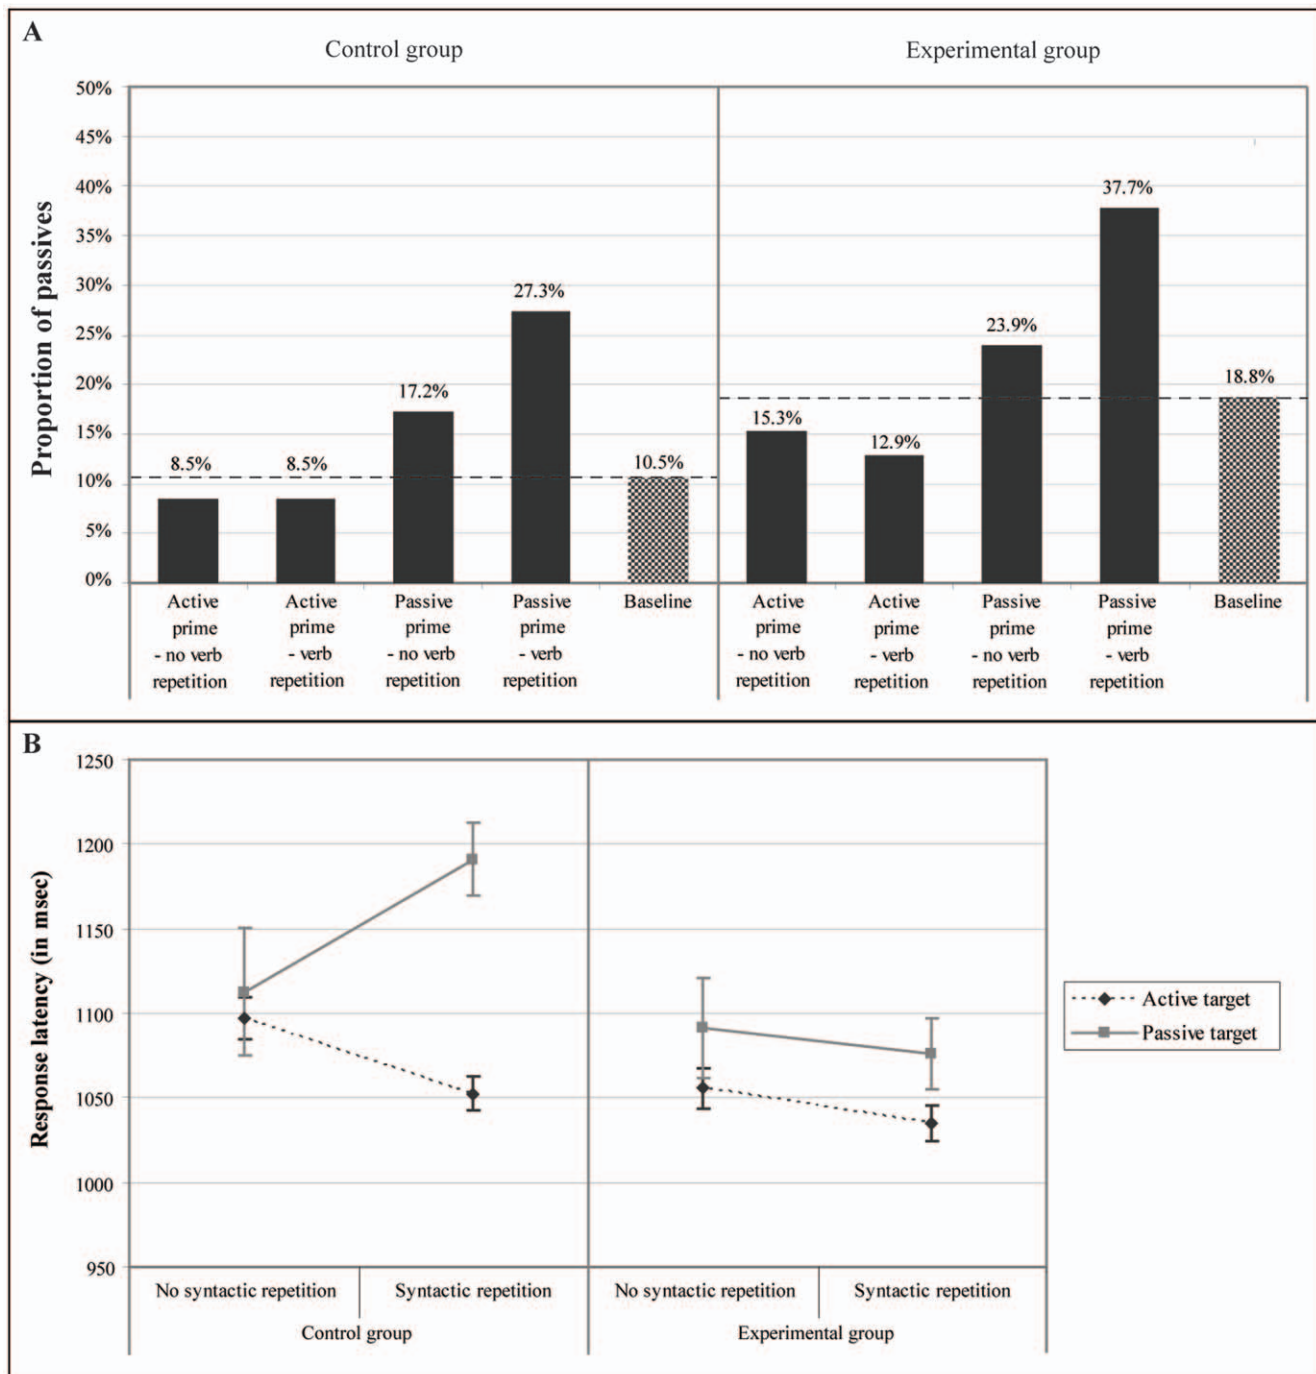 A
Control group
Experimental group
Proportion of passives
50%
45%
40%
35%
30%
25%
20%
15%
10%
5%
0%
8.5%
8.5%
17.2%
27.3%
10.5%
15.3%
12.9%
23.9%
37.7%
18.8%
Active
prime
- no verb
repetition
Active
prime
- verb
repetition
Passive
prime
- no verb
repetition
Passive
prime
- verb
repetition
Baseline
Active
prime
- no verb
repetition
Active
prime
- verb
repetition
Passive
prime
- no verb
repetition
Passive
prime
- verb
repetition
Baseline
B
Response latency (in msec)
1250
1200
1150
1100
1050
1000
950
No syntactic repetition
Syntactic repetition
No syntactic repetition
Syntactic repetition
Control group
Experimental group
Active target
Passive target